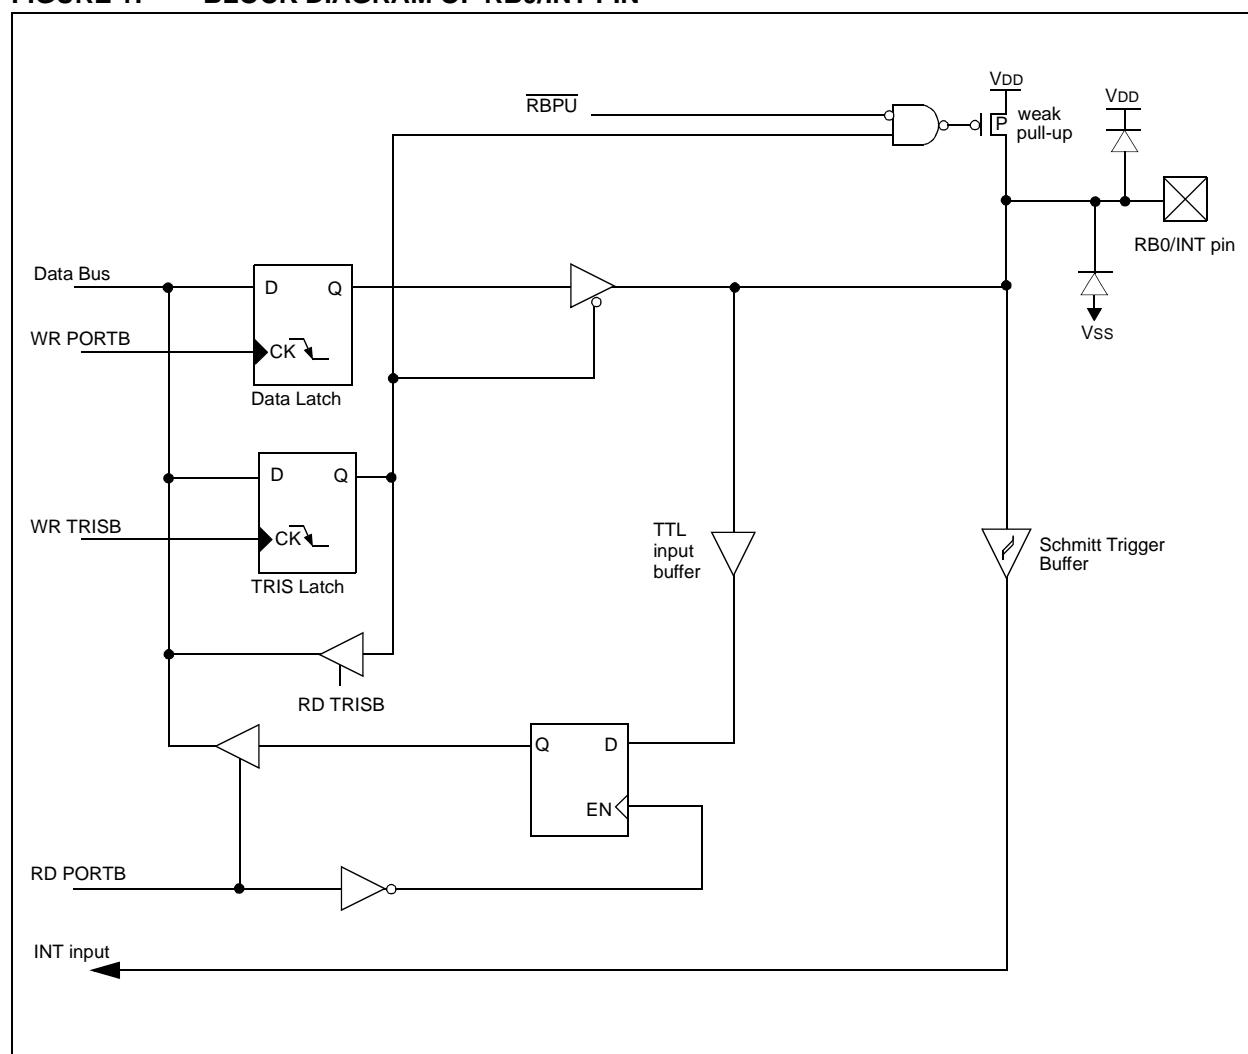 VDD
VDD
RBPU
P
weak
pull-up
RB0/INT pin
Data Bus
D
Q
WR PORTB
CK
VSS
Data Latch
D
Q
WR TRISB
CK
TTL
input
buffer
Schmitt Trigger
Buffer
TRIS Latch
RD TRISB
Q
D
EN
RD PORTB
INT input